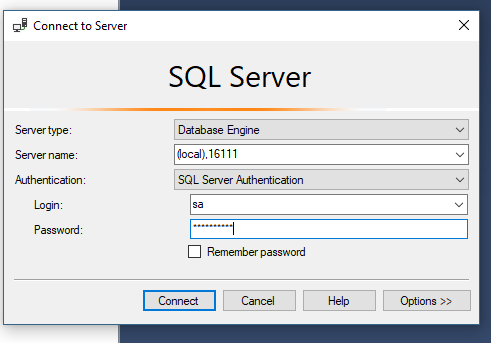 Connect to Server
SQL Server
Server type: Database Engine
Server name: (local),16111
Authentication: SQL Server Authentication
Login: sa
Password: **********
Remember password
Connect Cancel Help Options >>